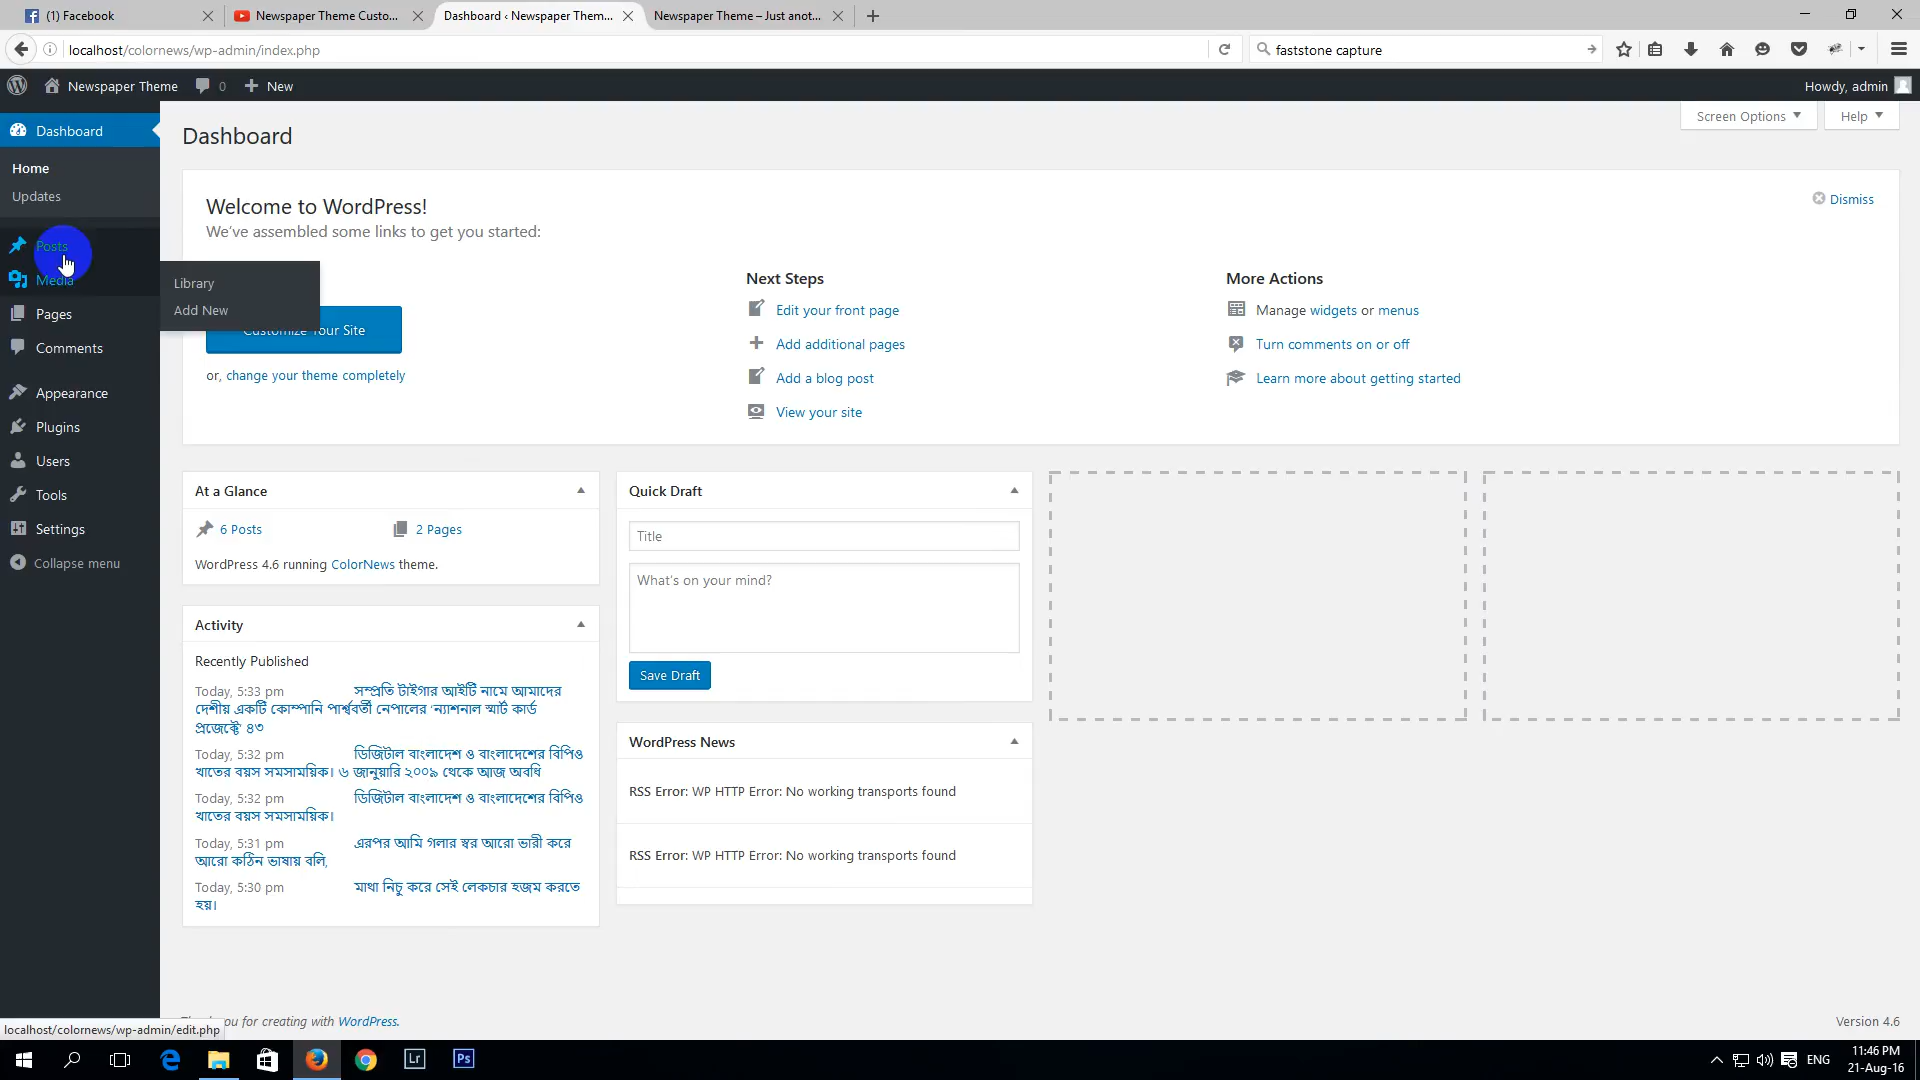 (1) Facebook
Newspaper Theme Custo...
Dashboard ‹ Newspaper Them...
Newspaper Theme – Just anot...
localhost/colornews/wp-admin/index.php
faststone capture
Newspaper Theme
0
New
Howdy, admin
Dashboard
Home
Updates
Posts
Media
Pages
Comments
Appearance
Plugins
Users
Tools
Settings
Collapse menu
Library
Add New
Dashboard
Screen Options
Help
Welcome to WordPress!
We've assembled some links to get you started:
Dismiss
Customize Your Site
or, change your theme completely
Next Steps
Edit your front page
Add additional pages
Add a blog post
View your site
More Actions
Manage widgets or menus
Turn comments on or off
Learn more about getting started
At a Glance
6 Posts
2 Pages
WordPress 4.6 running ColorNews theme.
Activity
Recently Published
Today, 5:33 pm সম্প্রতি টাইগার আইটি নামে আমাদের
দেশীয় একটি কোম্পানি পার্শ্ববর্তী নেপালের ‘ন্যাশনাল স্মার্ট কার্ড
প্রজেক্টে’ ৪৩
Today, 5:32 pm ডিজিটাল বাংলাদেশ ও বাংলাদেশের বিপিও
খাতের বয়স সমসাময়িক। ৬ জানুয়ারি ২০০৯ থেকে আজ অবধি
Today, 5:32 pm ডিজিটাল বাংলাদেশ ও বাংলাদেশের বিপিও
খাতের বয়স সমসাময়িক।
Today, 5:31 pm এরপর আমি গলার স্বর আরো ভারী করে
আরো কঠিন ভাষায় বলি,
Today, 5:30 pm মাথা নিচু করে সেই লেকচার হজম করতে
হয়।
Quick Draft
Title
What's on your mind?
Save Draft
WordPress News
RSS Error: WP HTTP Error: No working transports found
RSS Error: WP HTTP Error: No working transports found
you for creating with WordPress.
Version 4.6
localhost/colornews/wp-admin/edit.php
Lr
Ps
ENG
11:46 PM
21-Aug-16